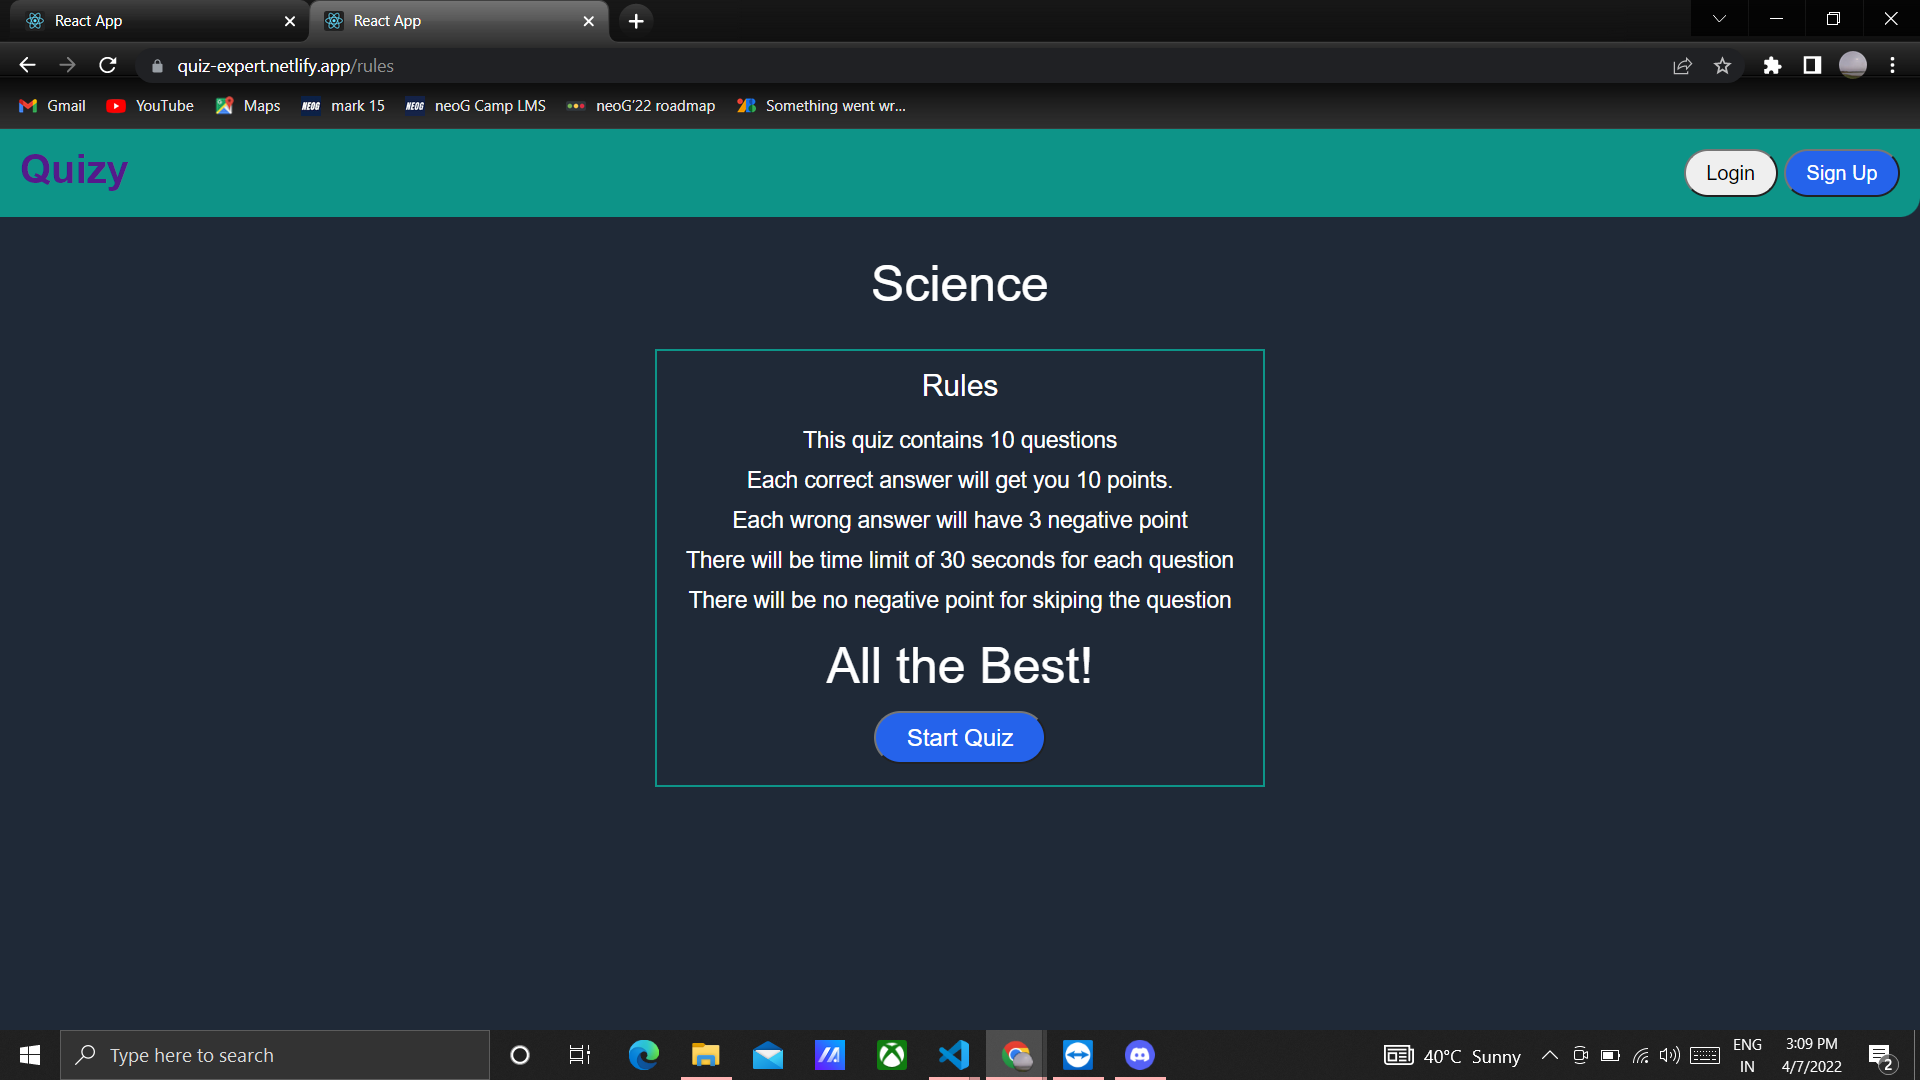 React App
React App
quiz-expert.netlify.app/rules
Gmail
YouTube
Maps
NEOG
mark 15
NEOG
neoG Camp LMS
neoG'22 roadmap
Something went wr...
Quizy
Login
Sign Up
Science
Rules
This quiz contains 10 questions
Each correct answer will get you 10 points.
Each wrong answer will have 3 negative point
There will be time limit of 30 seconds for each question
There will be no negative point for skiping the question
All the Best!
Start Quiz
Type here to search
40°C Sunny
ENG
IN
3:09 PM
4/7/2022
2